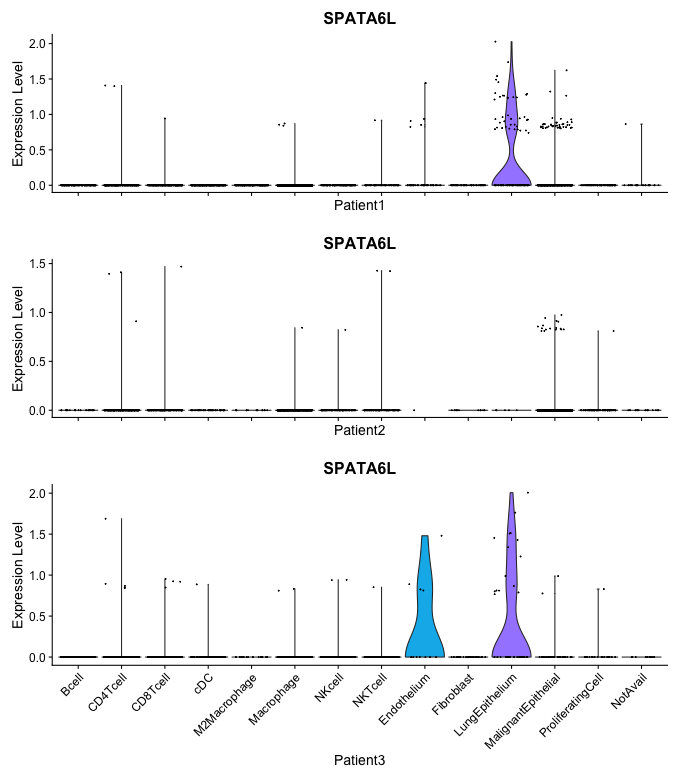 SPATA6L
2.0
1.5
1.0
0.5
0.0
Expression Level
Patient1
SPATA6L
1.5
1.0
0.5
0.0
Expression Level
Patient2
SPATA6L
2.0
1.5
1.0
0.5
0.0
Expression Level
Bcell
CD4Tcell
CD8Tcell
cDC
M2Macrophage
Macrophage
NKcell
NKTcell
Endothelium
Fibroblast
LungEpithelium
MalignantEpithelial
ProliferatingCell
NotAvail
Patient3